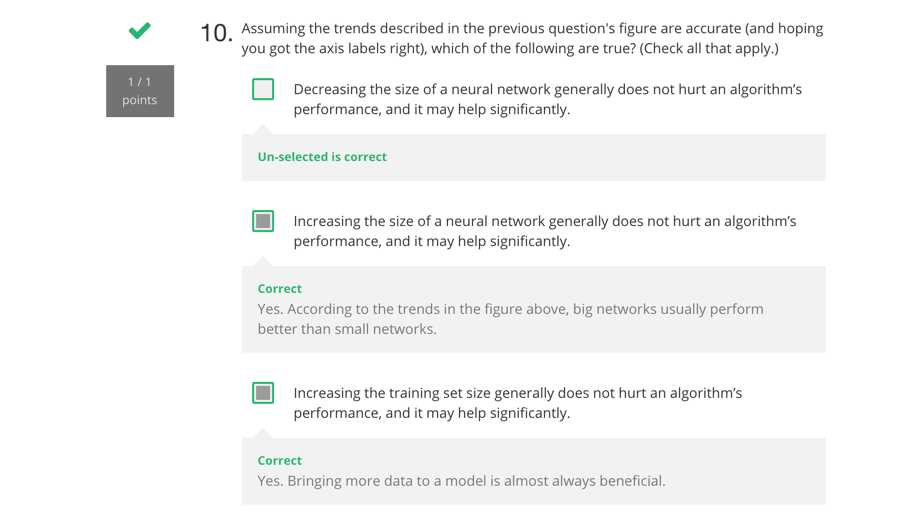 10. Assuming the trends described in the previous question's figure are accurate (and hoping
you got the axis labels right), which of the following are true? (Check all that apply.)
1 / 1
points
Decreasing the size of a neural network generally does not hurt an algorithm’s
performance, and it may help significantly.
Un-selected is correct
Increasing the size of a neural network generally does not hurt an algorithm’s
performance, and it may help significantly.
Correct
Yes. According to the trends in the figure above, big networks usually perform
better than small networks.
Increasing the training set size generally does not hurt an algorithm’s
performance, and it may help significantly.
Correct
Yes. Bringing more data to a model is almost always beneficial.